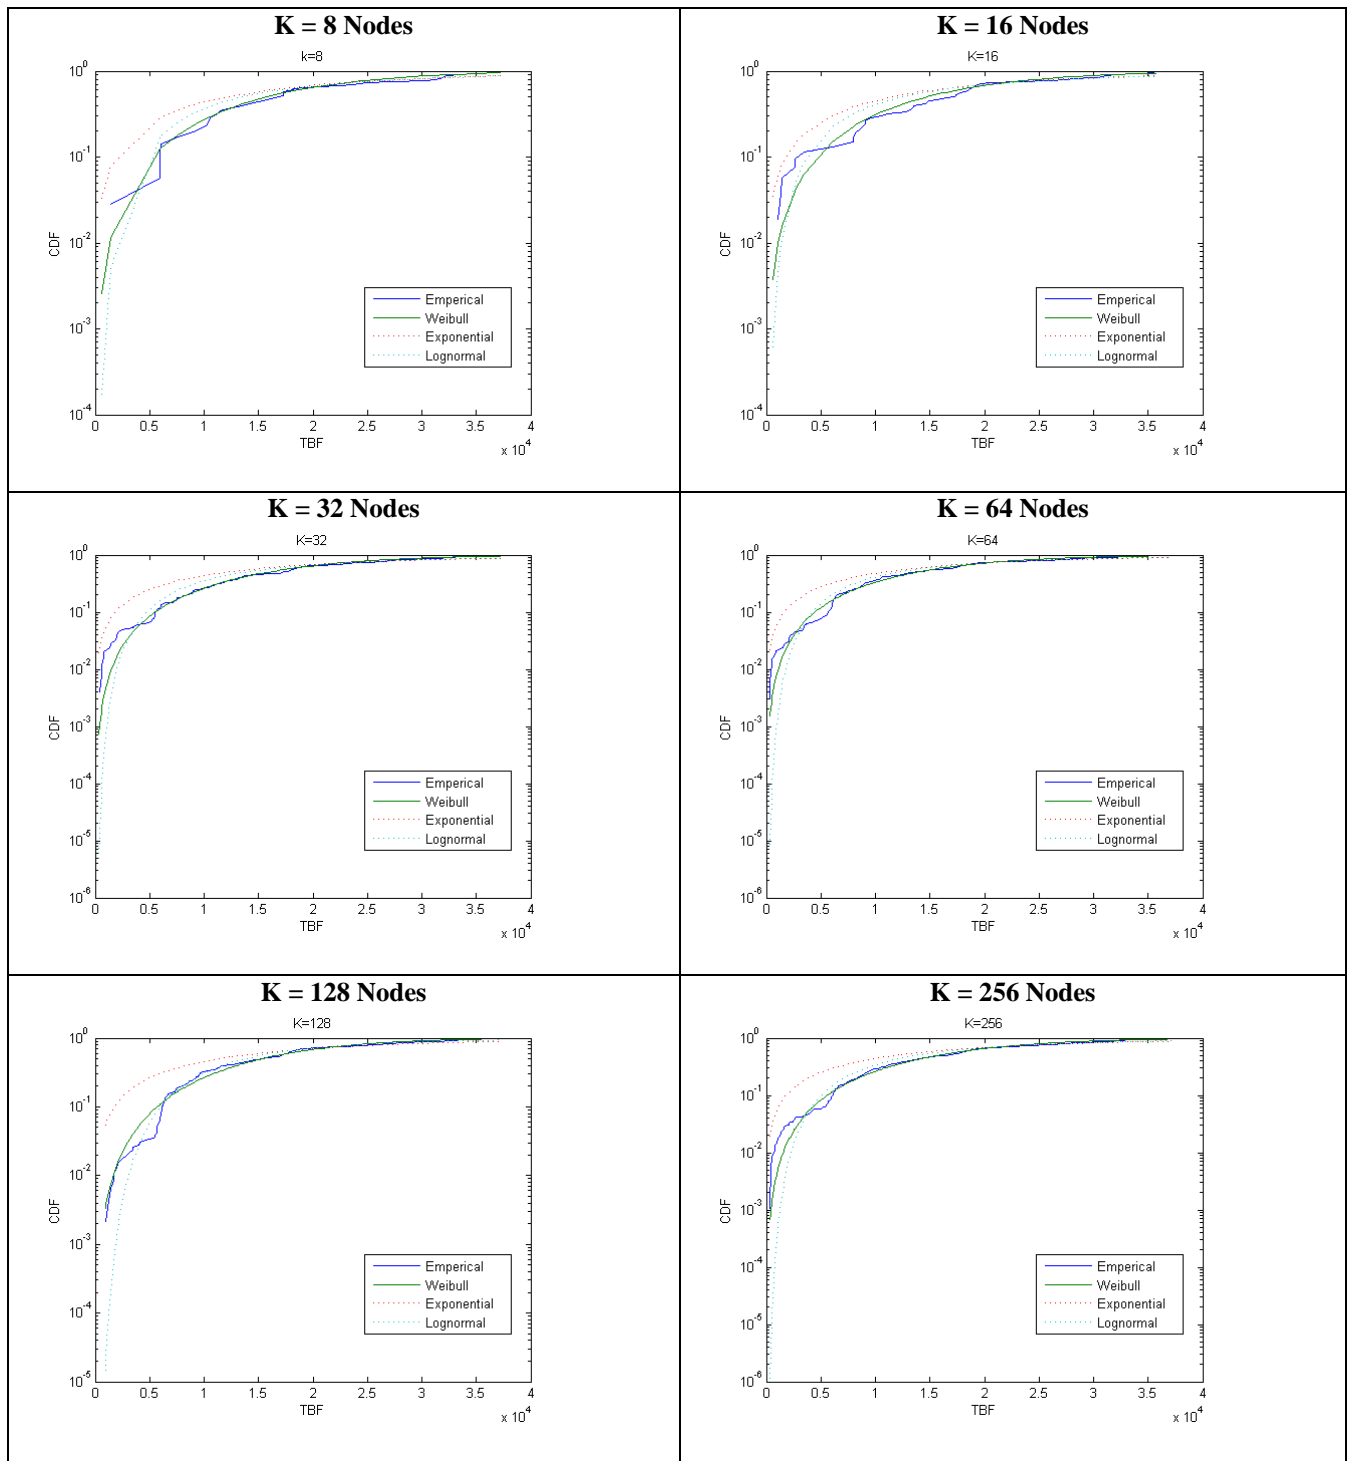 K = 8 Nodes
k=8
10^0
10^-1
10^-2
10^-3
10^-4
CDF
Emperical
Weibull
Exponential
Lognormal
0 0.5 1 1.5 2 2.5 3 3.5 4
TBF
x 10^4
K = 16 Nodes
K=16
10^0
10^-1
10^-2
10^-3
10^-4
CDF
Emperical
Weibull
Exponential
Lognormal
0 0.5 1 1.5 2 2.5 3 3.5 4
TBF
x 10^4
K = 32 Nodes
K=32
10^0
10^-1
10^-2
10^-3
10^-4
10^-5
10^-6
CDF
Emperical
Weibull
Exponential
Lognormal
0 0.5 1 1.5 2 2.5 3 3.5 4
TBF
x 10^4
K = 64 Nodes
K=64
10^0
10^-1
10^-2
10^-3
10^-4
10^-5
10^-6
CDF
Emperical
Weibull
Exponential
Lognormal
0 0.5 1 1.5 2 2.5 3 3.5 4
TBF
x 10^4
K = 128 Nodes
K=128
10^0
10^-1
10^-2
10^-3
10^-4
10^-5
CDF
Emperical
Weibull
Exponential
Lognormal
0 0.5 1 1.5 2 2.5 3 3.5 4
TBF
x 10^4
K = 256 Nodes
K=256
10^0
10^-1
10^-2
10^-3
10^-4
10^-5
10^-6
CDF
Emperical
Weibull
Exponential
Lognormal
0 0.5 1 1.5 2 2.5 3 3.5 4
TBF
x 10^4